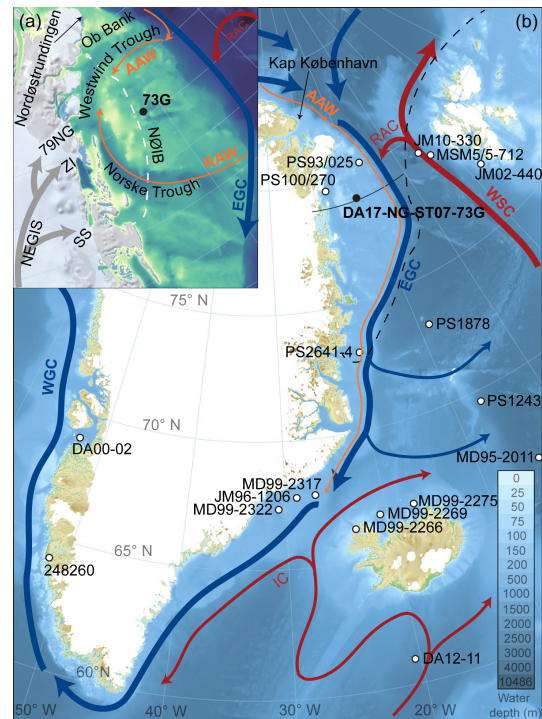 (a)
(b)
Nordøstrundingen
Ob Bank
Westwind Trough
AAW
RAC
73G
NØIB
79NG
ZI
RAW
Norske Trough
EGC
NEGIS
SS
Kap København
AAW
RAC
JM10-330
MSM5/5-712
JM02-440
PS93/025
PS100/270
DA17-NG-ST07-73G
WSC
EGC
75° N
PS1878
PS2641-4
WGC
PS1243
70° N
DA00-02
MD95-2011
MD99-2317
JM96-1206
MD99-2322
MD99-2275
MD99-2269
MD99-2266
65° N
248260
IC
DA12-11
60°N
50° W
40° W
30° W
20° W
0
25
50
75
100
150
200
500
1000
2000
2500
3000
4000
10486
Water
depth (m)